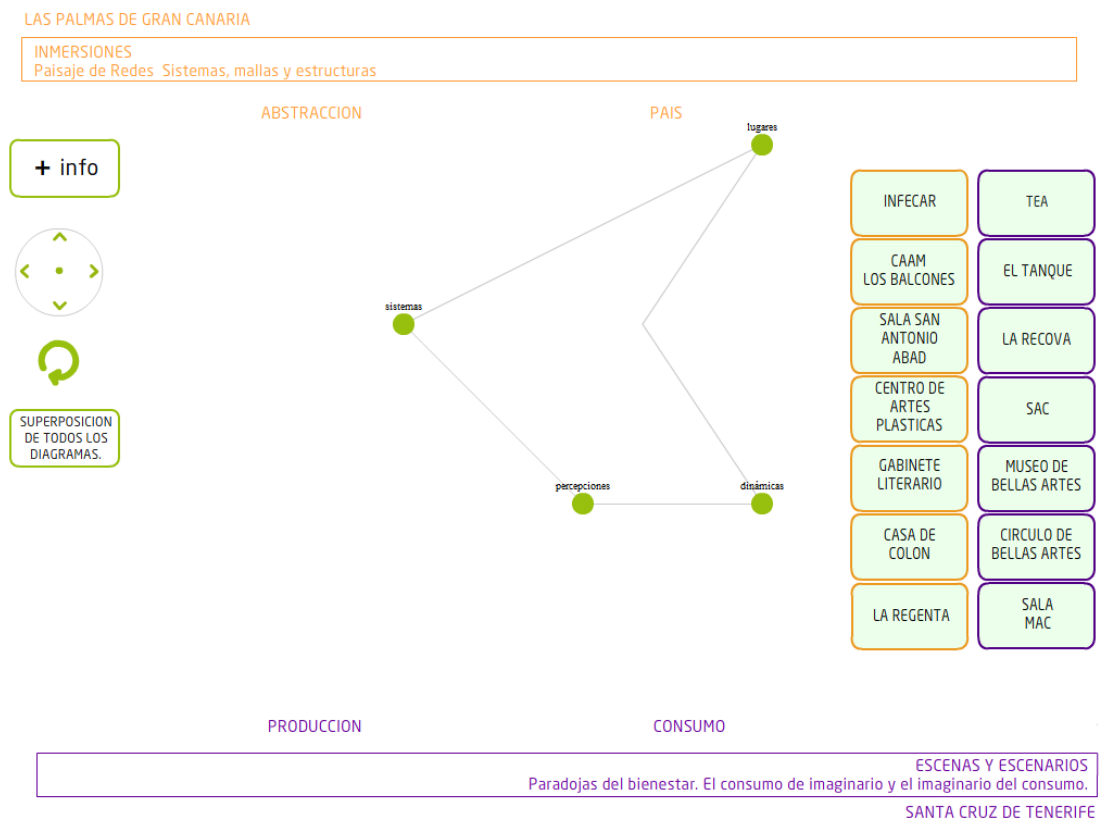 LAS PALMAS DE GRAN CANARIA
INMERSIONES
Paisaje de Redes Sistemas, mallas y estructuras
ABSTRACCION
PAIS
lugares
+ info
sistemas
percepciones
dinámicas
SUPERPOSICION
DE TODOS LOS
DIAGRAMAS.
INFECAR
TEA
CAAM
LOS BALCONES
EL TANQUE
SALA SAN
ANTONIO
ABAD
LA RECOVA
CENTRO DE
ARTES
PLASTICAS
SAC
GABINETE
LITERARIO
MUSEO DE
BELLAS ARTES
CASA DE
COLON
CIRCULO DE
BELLAS ARTES
LA REGENTA
SALA
MAC
PRODUCCION
CONSUMO
ESCENAS Y ESCENARIOS
Paradojas del bienestar. El consumo de imaginario y el imaginario del consumo.
SANTA CRUZ DE TENERIFE